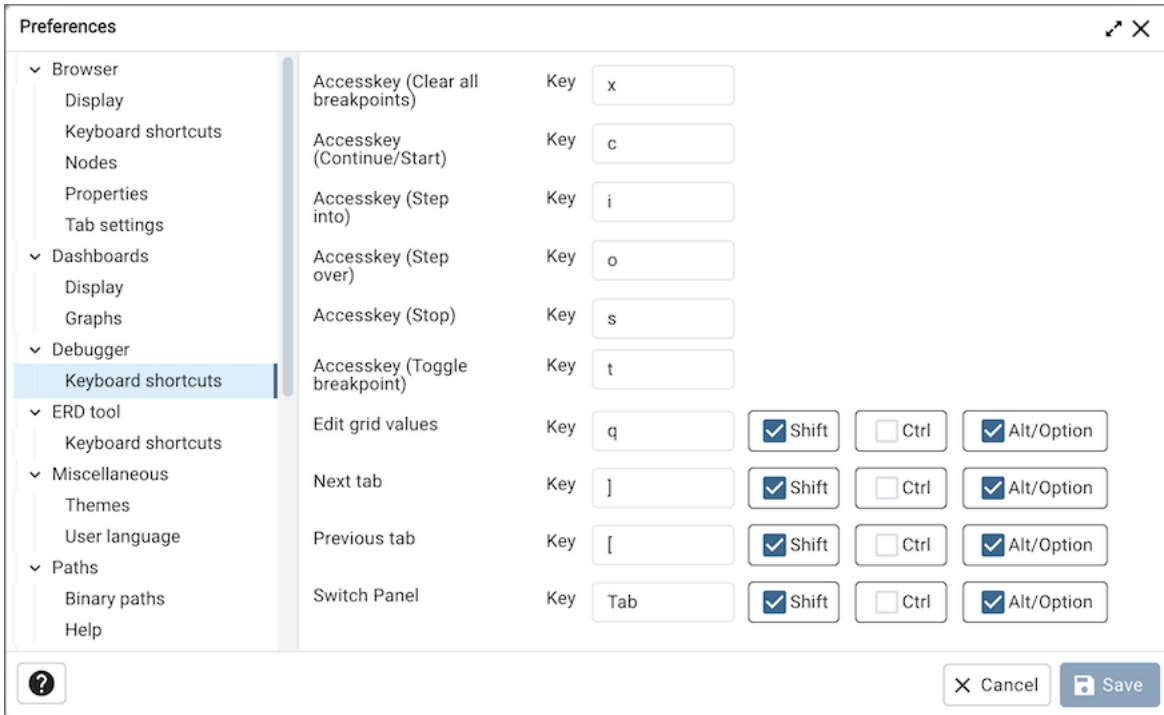 Preferences
Browser
Display
Keyboard shortcuts
Nodes
Properties
Tab settings
Dashboards
Display
Graphs
Debugger
Keyboard shortcuts
ERD tool
Keyboard shortcuts
Miscellaneous
Themes
User language
Paths
Binary paths
Help
Accesskey (Clear all
breakpoints)
Key x
Accesskey
(Continue/Start)
Key c
Accesskey (Step
into)
Key i
Accesskey (Step
over)
Key o
Accesskey (Stop) Key s
Accesskey (Toggle
breakpoint)
Key t
Edit grid values Key q Shift Ctrl Alt/Option
Next tab Key ] Shift Ctrl Alt/Option
Previous tab Key [ Shift Ctrl Alt/Option
Switch Panel Key Tab Shift Ctrl Alt/Option
? Cancel Save